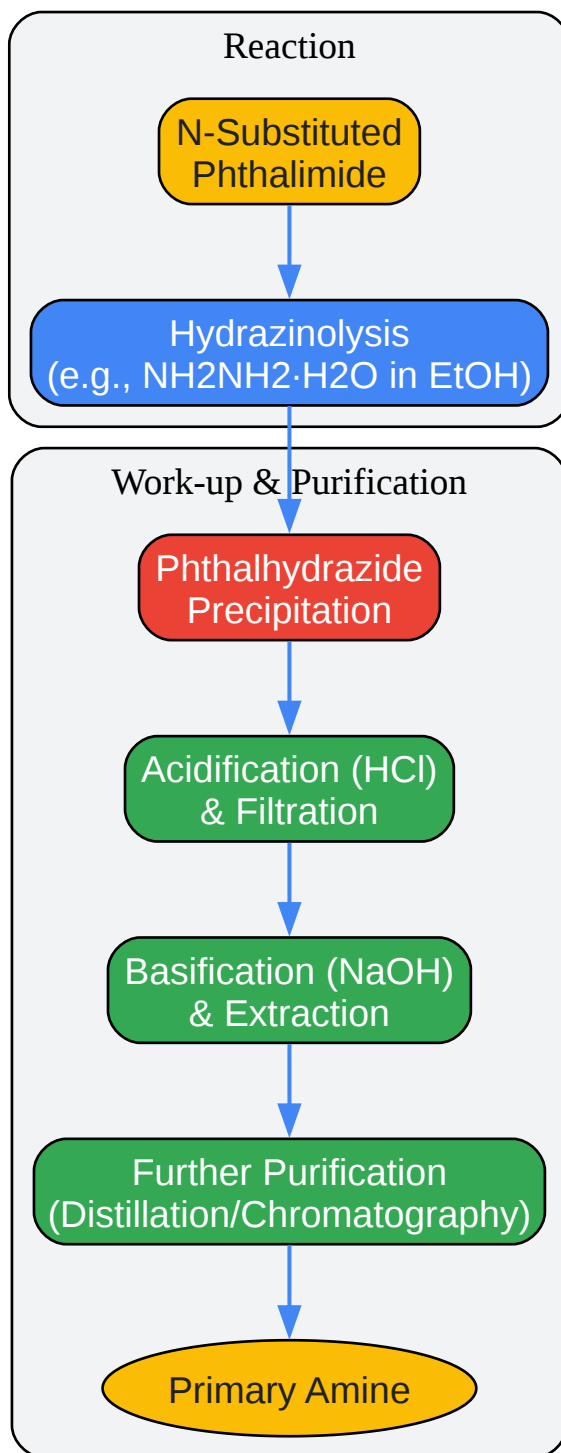 Reaction
N-Substituted
Phthalimide
Hydrazinolysis
(e.g., NH2NH2·H2O in EtOH)
Work-up & Purification
Phthalhydrazide
Precipitation
Acidification (HCl)
& Filtration
Basification (NaOH)
& Extraction
Further Purification
(Distillation/Chromatography)
Primary Amine